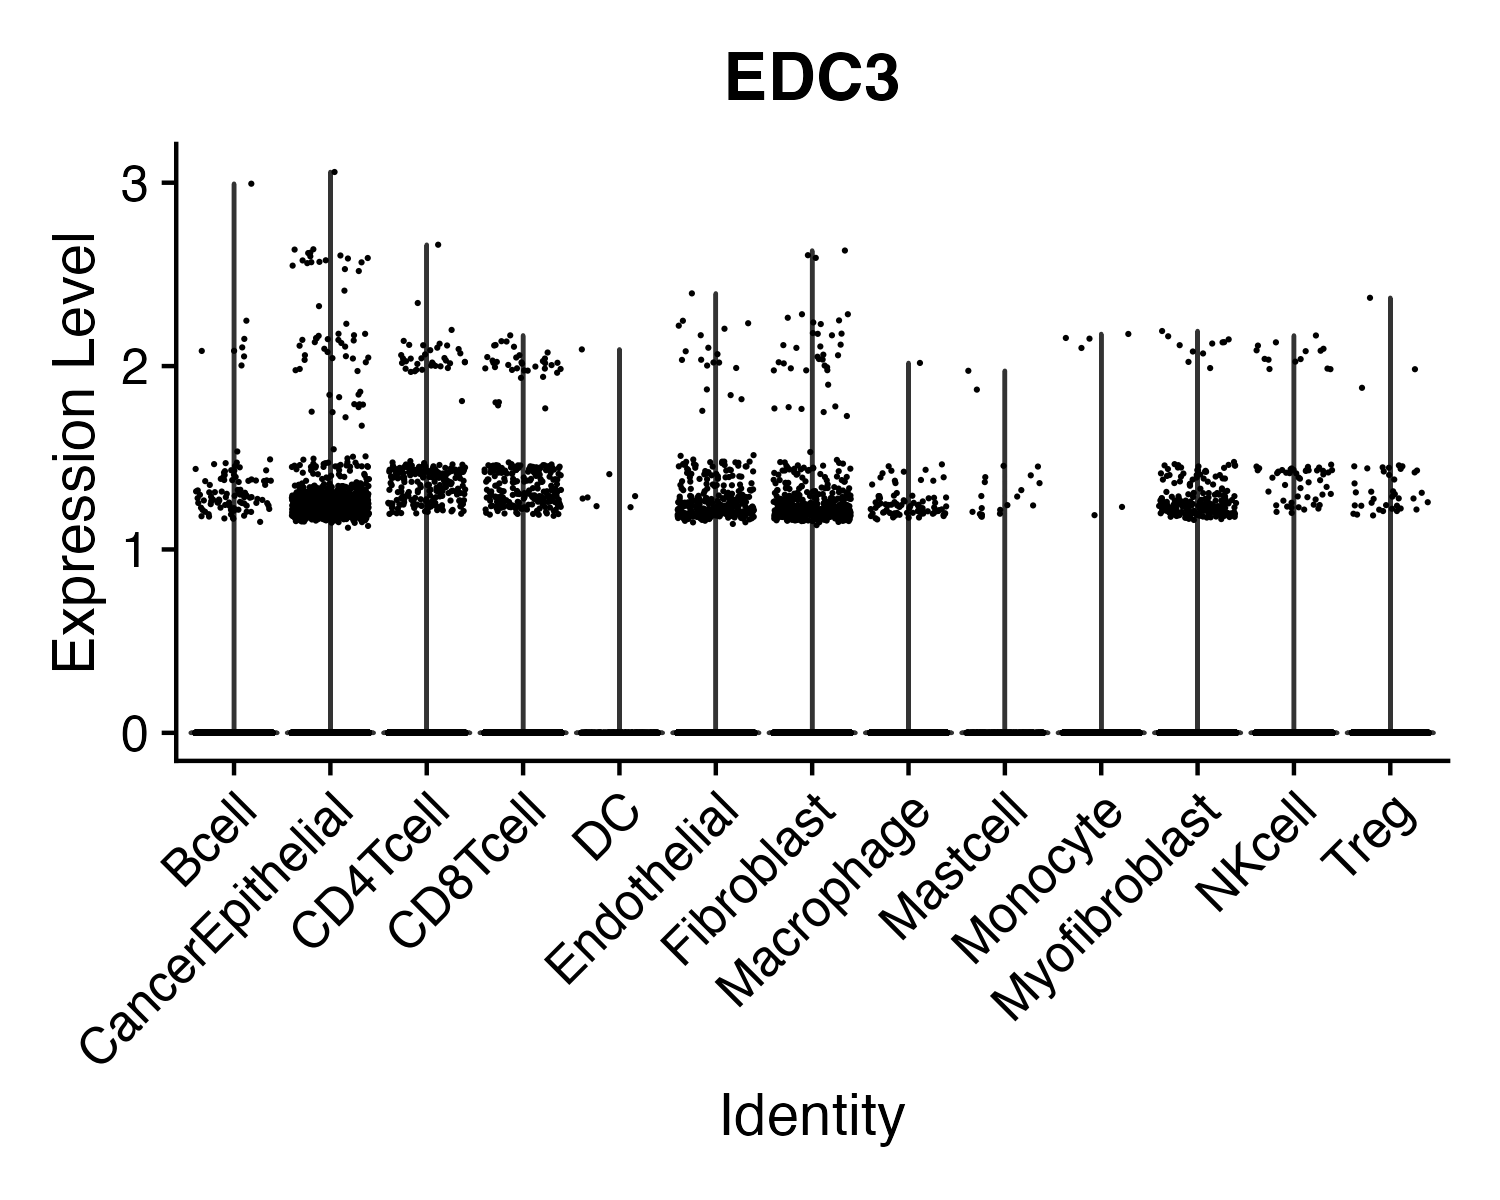 EDC3
Expression Level
3
2
1
0
Bcell
CancerEpithelial
CD4Tcell
CD8Tcell
DC
Endothelial
Fibroblast
Macrophage
Mastcell
Monocyte
Myofibroblast
NKcell
Treg
Identity